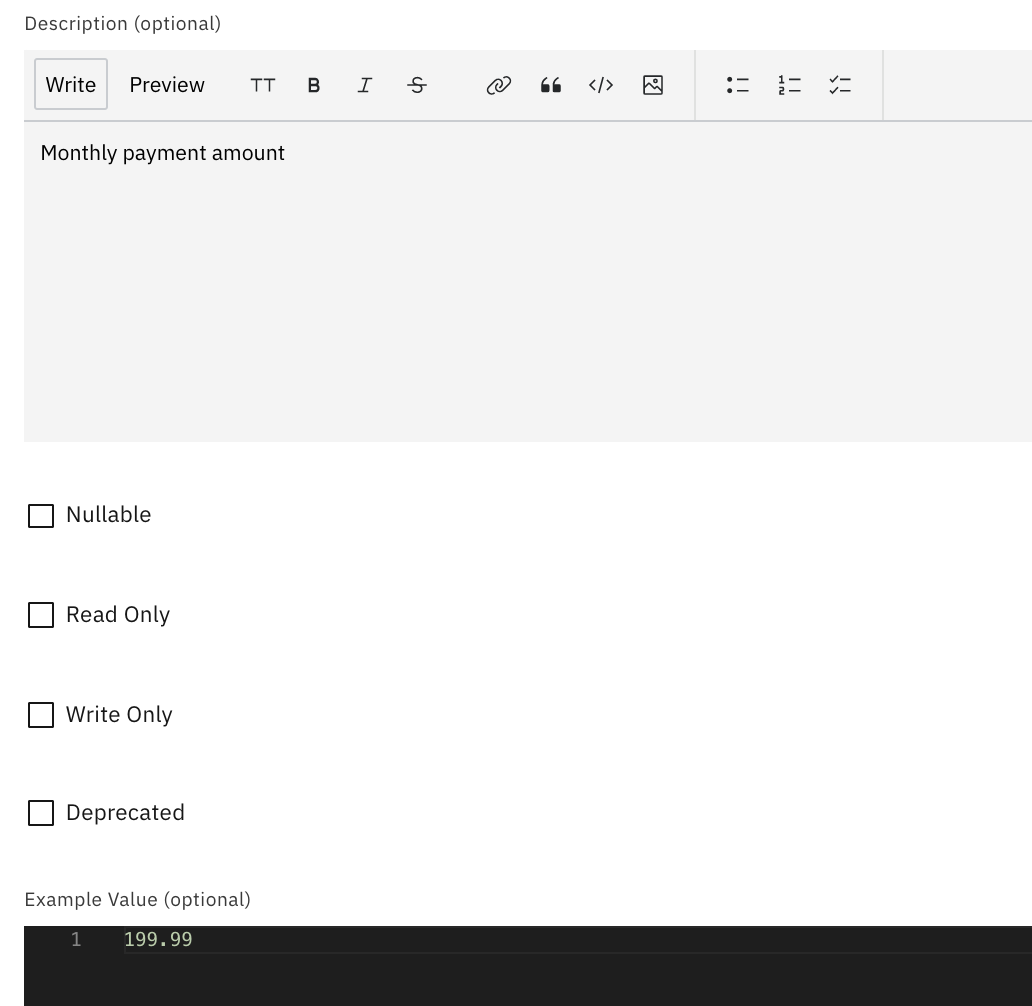 Description (optional)
Write Preview TT B I S
Monthly payment amount
Nullable
Read Only
Write Only
Deprecated
Example Value (optional)
1 199.99